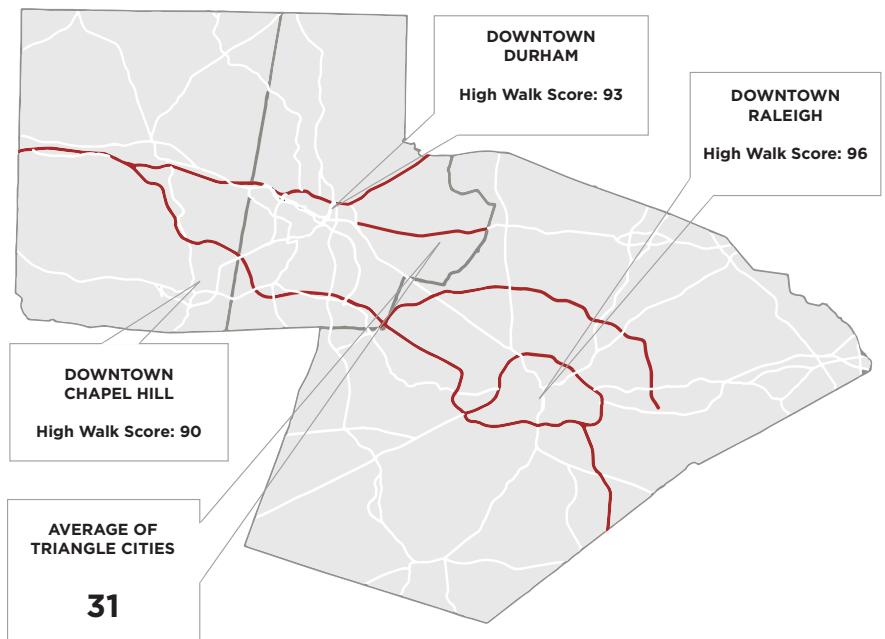 DOWNTOWN
DURHAM
High Walk Score: 93
DOWNTOWN
RALEIGH
High Walk Score: 96
DOWNTOWN
CHAPEL HILL
High Walk Score: 90
AVERAGE OF
TRIANGLE CITIES
31